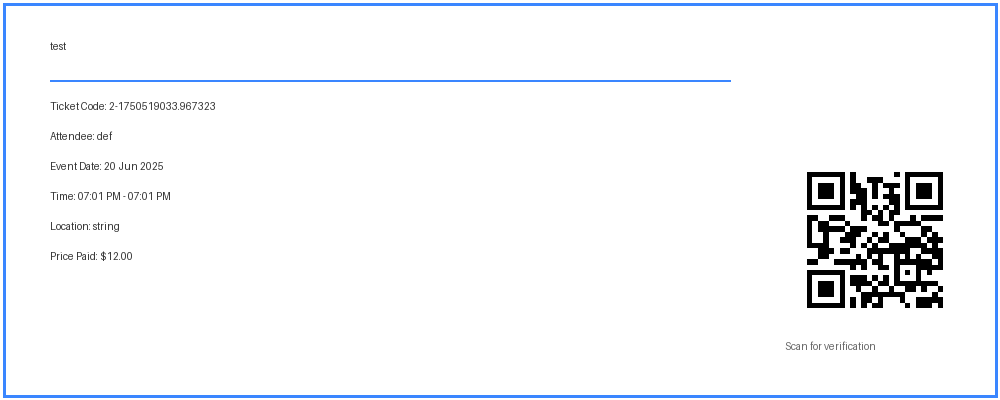 test
Ticket Code: 2-1750519033.967323
Attendee: def
Event Date: 20 Jun 2025
Time: 07:01 PM - 07:01 PM
Location: string
Price Paid: $12.00
Scan for verification